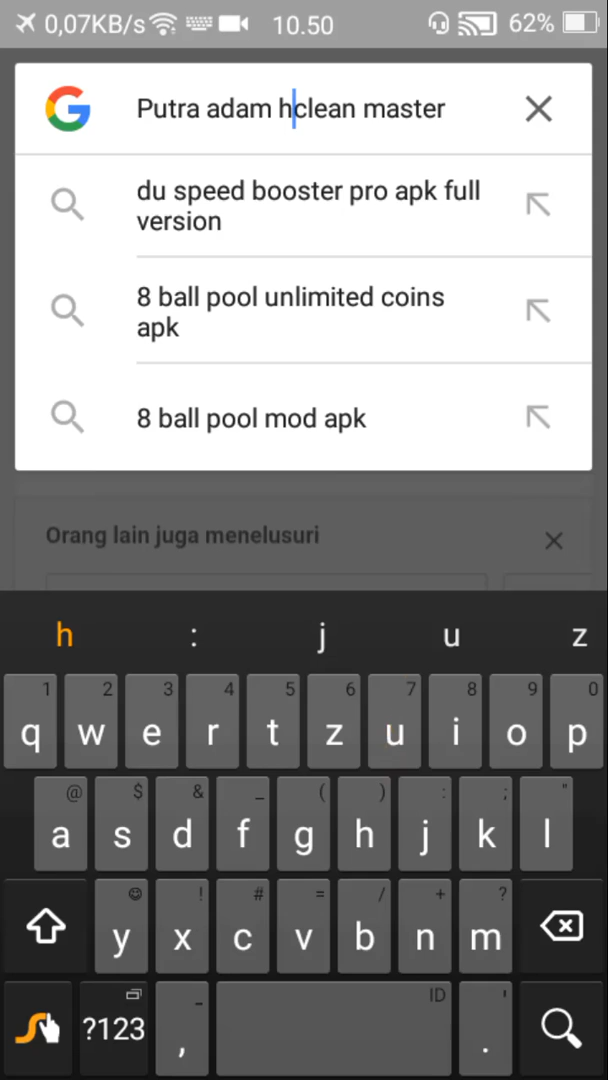 0,07KB/s 10.50 62%
Putra adam hclean master
du speed booster pro apk full
version
8 ball pool unlimited coins
apk
8 ball pool mod apk
Orang lain juga menelusuri
h : j u z
1 2 3 4 5 6 7 8 9 0
q w e r t z u i o p
@ $ & _ ( ) : ; "
a s d f g h j k l
! # = / + ?
y x c v b n m
ID
?123 , .